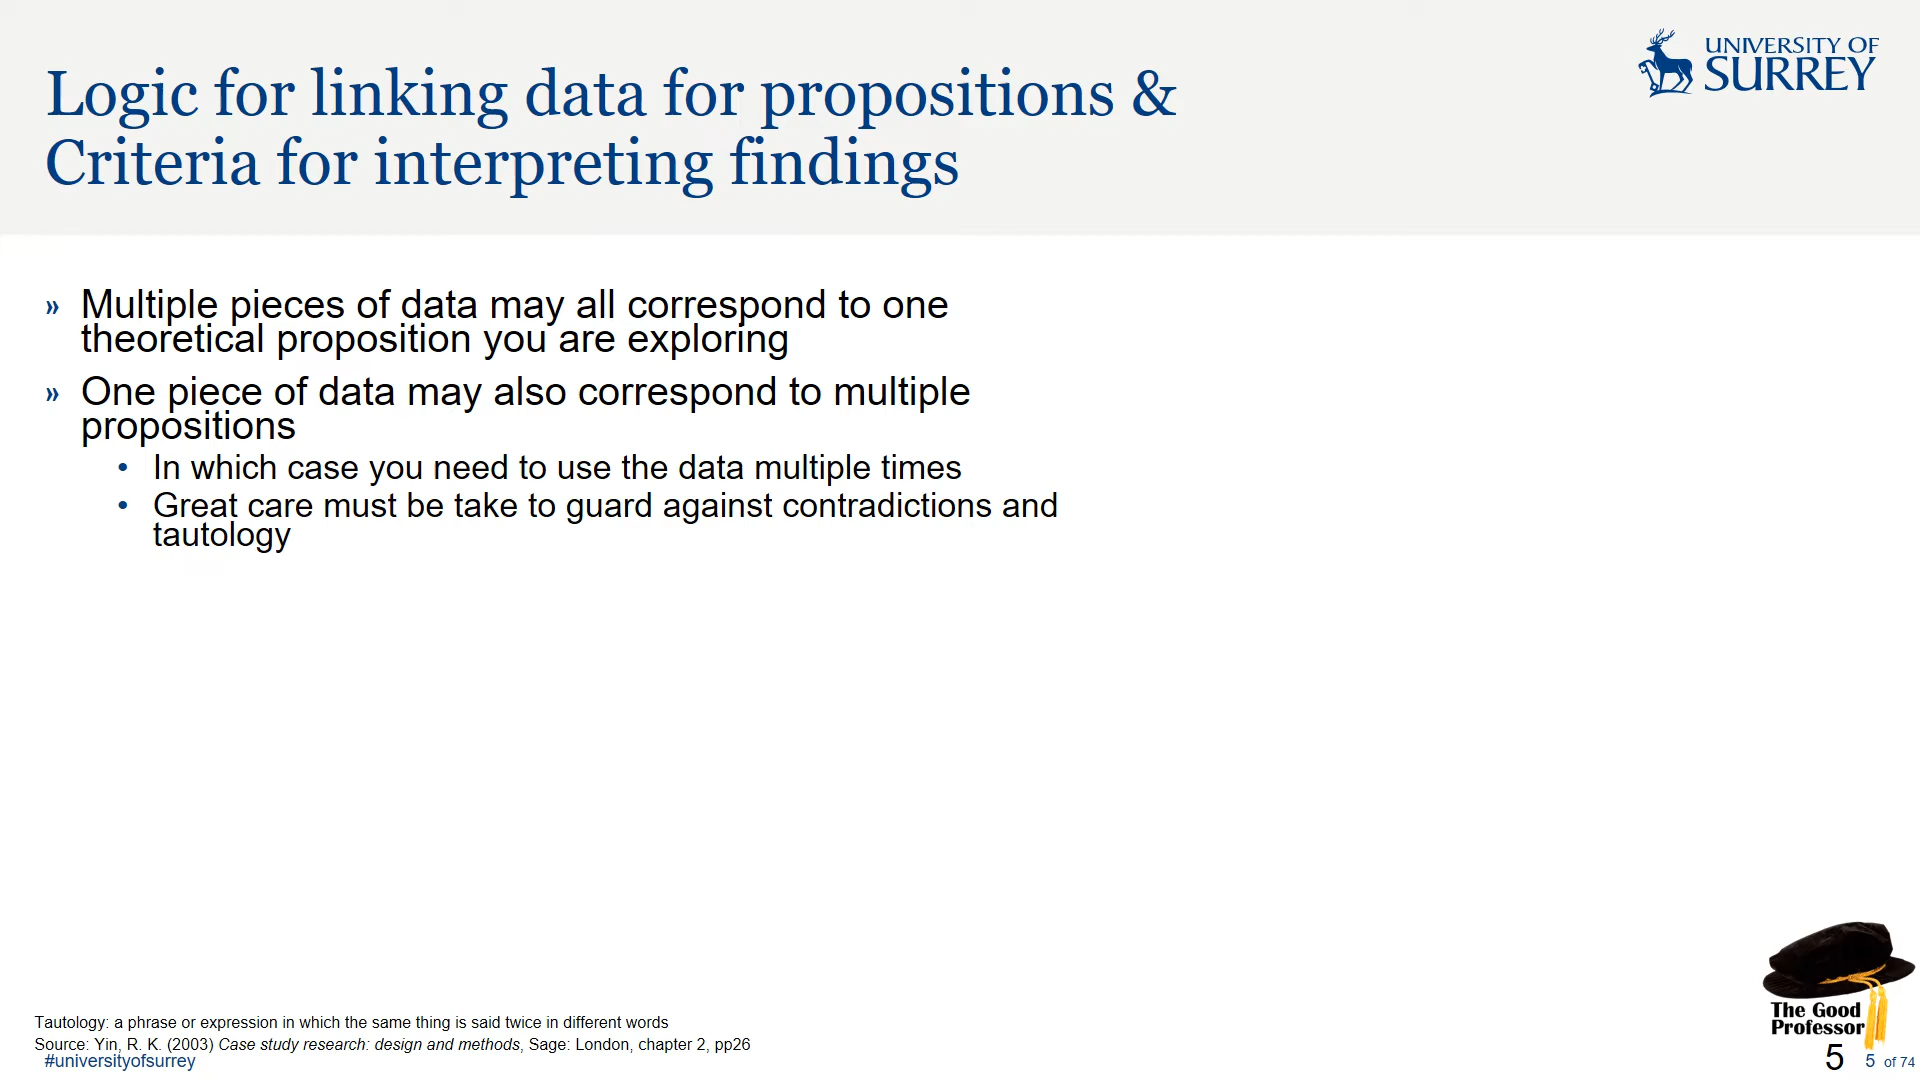 UNIVERSITY OF
SURREY
Logic for linking data for propositions &
Criteria for interpreting findings
» Multiple pieces of data may all correspond to one
theoretical proposition you are exploring
» One piece of data may also correspond to multiple
propositions
• In which case you need to use the data multiple times
• Great care must be take to guard against contradictions and
tautology
The Good
Professor
Tautology: a phrase or expression in which the same thing is said twice in different words
Source: Yin, R. K. (2003) Case study research: design and methods, Sage: London, chapter 2, pp26
#universityofsurrey
5 5 of 74